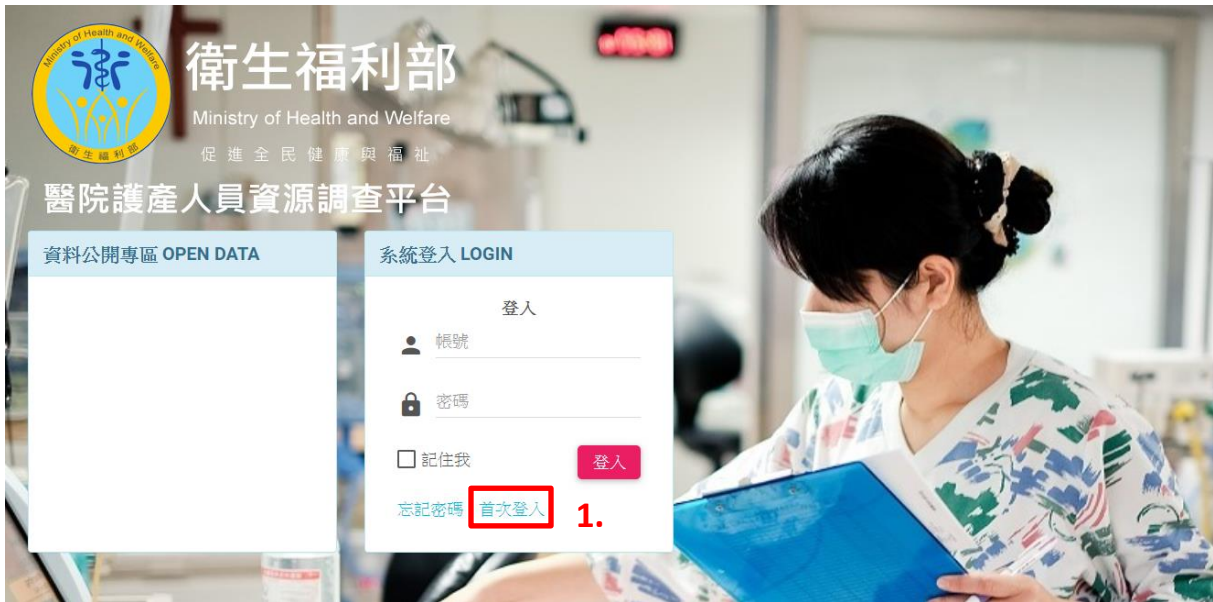 Ministry of Health and Welfare
衛生福利部
衛生福利部
Ministry of Health and Welfare
促進全民健康與福祉
醫院護產人員資源調查平台
資料公開專區 OPEN DATA
系統登入 LOGIN
登入
帳號
密碼
記住我
登入
忘記密碼 首次登入 1.